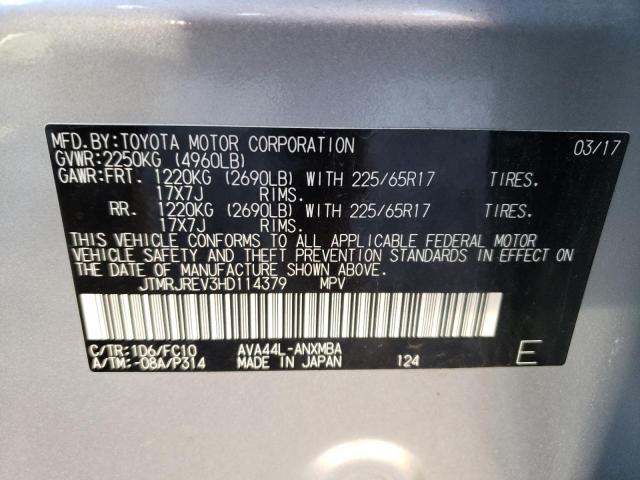 MFD.BY:TOYOTA MOTOR CORPORATION 03/17
GVWR:2250KG (4960LB)
GAWR:FRT. 1220KG (2690LB) WITH 225/65R17 TIRES.
17X7J RIMS.
RR. 1220KG (2690LB) WITH 225/65R17 TIRES.
17X7J RIMS.
THIS VEHICLE CONFORMS TO ALL APPLICABLE FEDERAL MOTOR
VEHICLE SAFETY AND THEFT PREVENTION STANDARDS IN EFFECT ON
THE DATE OF MANUFACTURE SHOWN ABOVE.
JTMRJREV3HD114379 MPV
C/TR:1D6/FC10 AVA44L-ANXMBA
A/TM:-08A/P314 MADE IN JAPAN 124 E